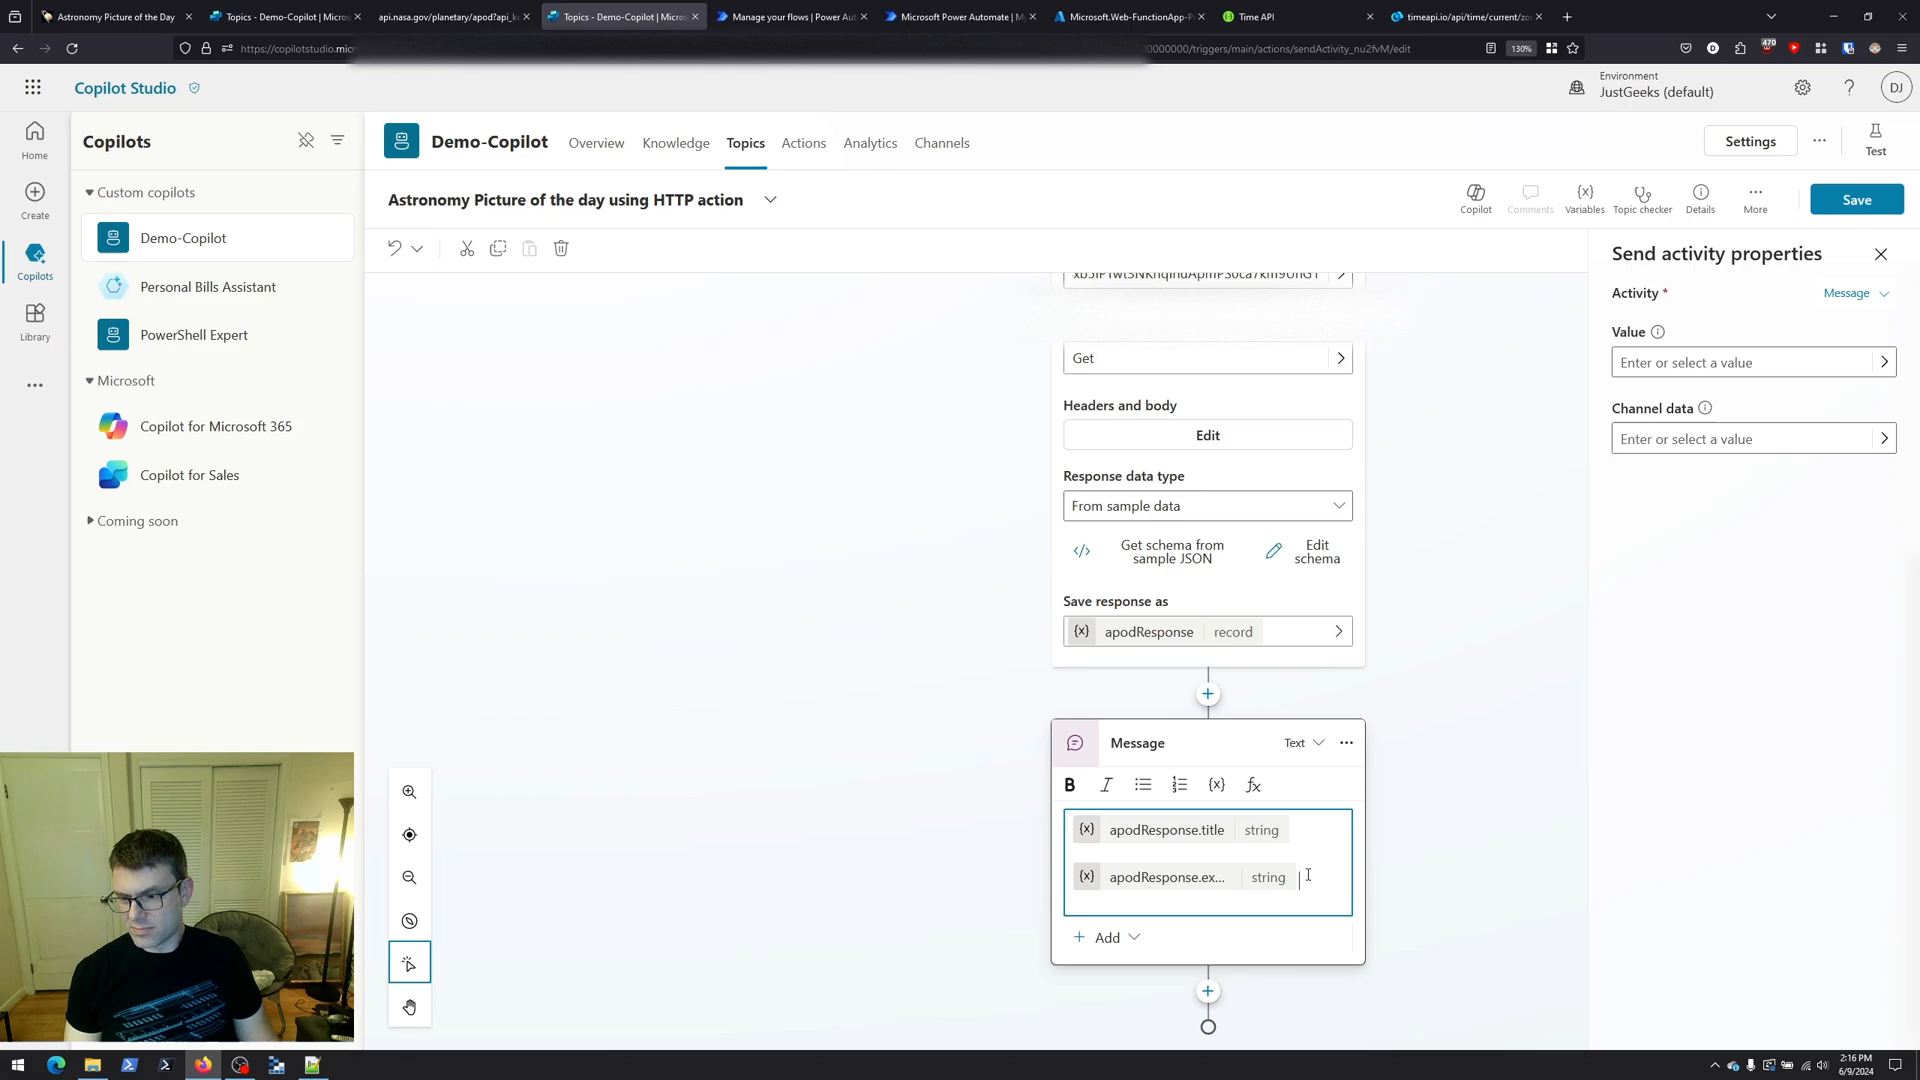 Astronomy Picture of the Day
Topics - Demo-Copilot | Micros
api.nasa.gov/planetary/apod?api_ke
Topics - Demo-Copilot | Micros
Manage your flows | Power Aut
Microsoft Power Automate | M
Microsoft.Web-FunctionApp-P
Time API
timeapi.io/api/time/current/zo
https://copilotstudio.micr
00000000/triggers/main/actions/sendActivity_nu2fvM/edit
130%
470
Copilot Studio
Environment
JustGeeks (default)
DJ
Home
Create
Copilots
Library
Copilots
Custom copilots
Demo-Copilot
Personal Bills Assistant
PowerShell Expert
Microsoft
Copilot for Microsoft 365
Copilot for Sales
Coming soon
Demo-Copilot
Overview
Knowledge
Topics
Actions
Analytics
Channels
Settings
Test
Astronomy Picture of the day using HTTP action
Copilot
Comments
Variables
Topic checker
Details
More
Save
Get
Headers and body
Edit
Response data type
From sample data
Get schema from
sample JSON
Edit
schema
Save response as
{x} apodResponse record
Message
Text
B I {x} fx
{x} apodResponse.title string
{x} apodResponse.ex... string
Add
Send activity properties
Activity *
Message
Value
Enter or select a value
Channel data
Enter or select a value
2:16 PM
6/9/2024